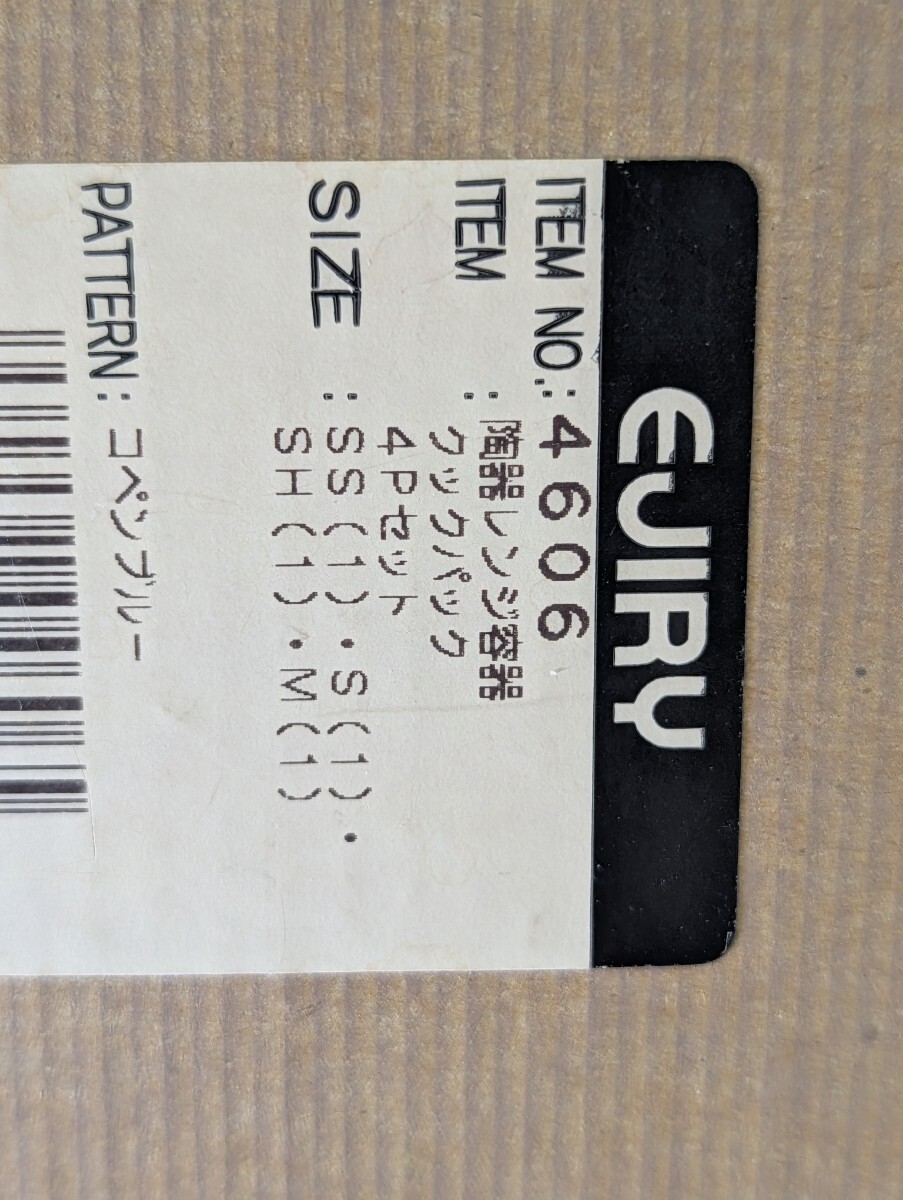 EJIRY
ITEM NO.: 4606
ITEM : 陶器レンジ容器
クックパック
4Pセット
SIZE : SS(1)・S(1)・
SH(1)・M(1)
PATTERN: コペンブルー